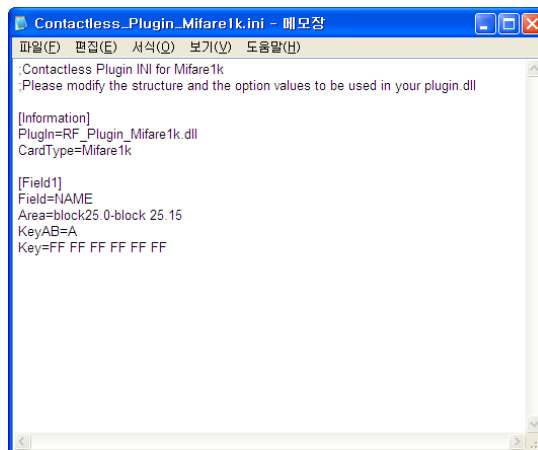 Contactless_Plugin_Mifare1k.ini - 메모장
파일(F) 편집(E) 서식(O) 보기(V) 도움말(H)
;Contactless Plugin INI for Mifare1k
;Please modify the structure and the option values to be used in your plugin.dll
[Information]
PlugIn=RF_Plugin_Mifare1k.dll
CardType=Mifare1k
[Field1]
Field=NAME
Area=block25.0-block 25.15
KeyAB=A
Key=FF FF FF FF FF FF